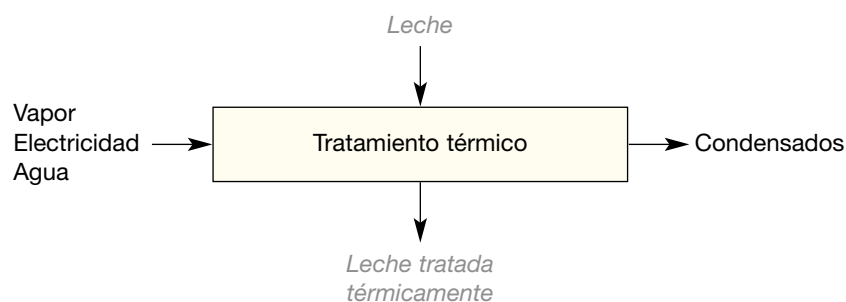 Leche
Vapor
Electricidad
Agua
Tratamiento térmico
Condensados
Leche tratada
térmicamente